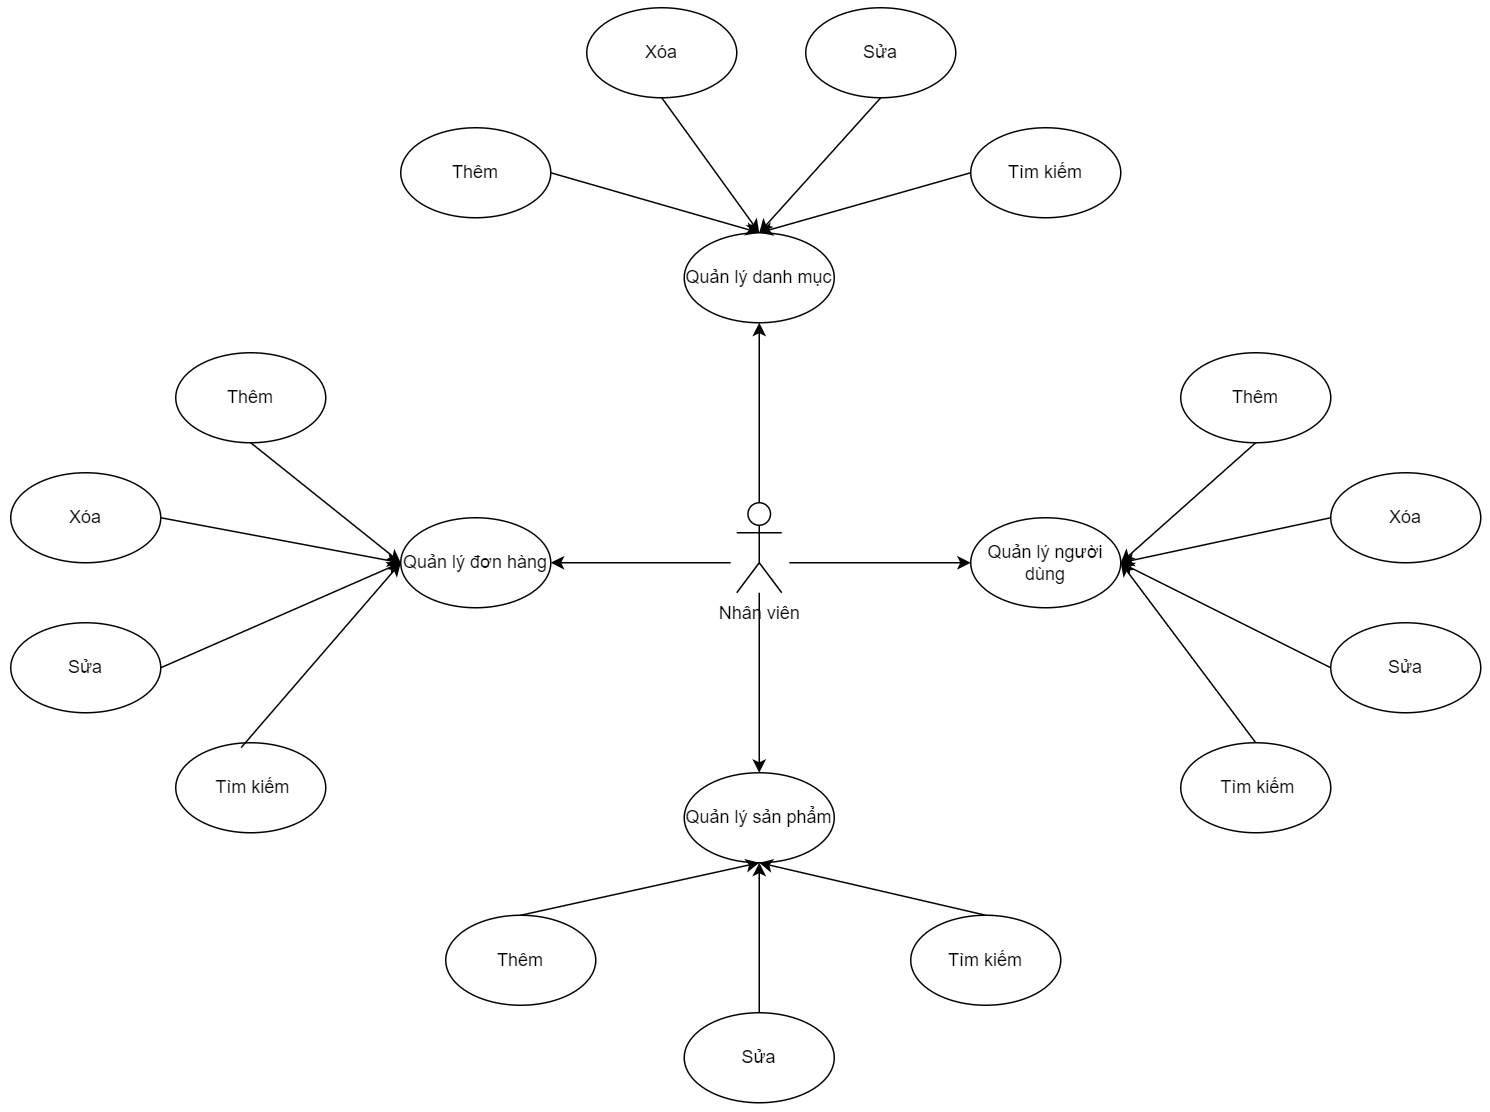 Xóa
Sửa
Thêm
Tìm kiếm
Quản lý danh mục
Thêm
Thêm
Xóa
Xóa
Quản lý đơn hàng
Quản lý người
dùng
Nhân viên
Sửa
Sửa
Tìm kiếm
Tìm kiếm
Quản lý sản phẩm
Thêm
Tìm kiếm
Sửa